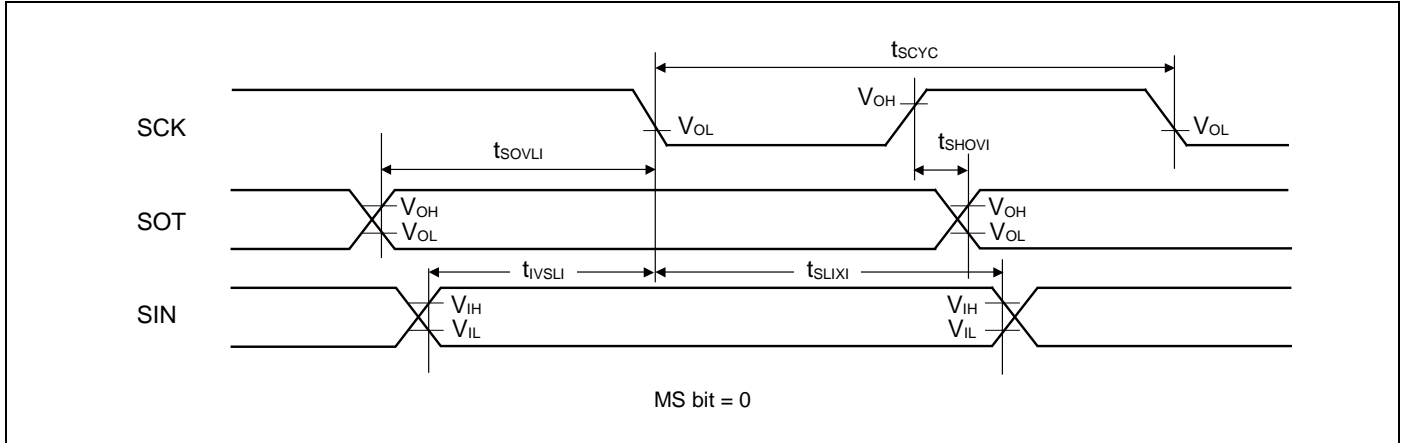 tSCYC
VOH
SCK
VOL
VOL
tSOVLI
tSHOVI
VOH
VOH
SOT
VOL
VOL
tIVSLI
tSLIXI
VIH
VIH
SIN
VIL
VIL
MS bit = 0